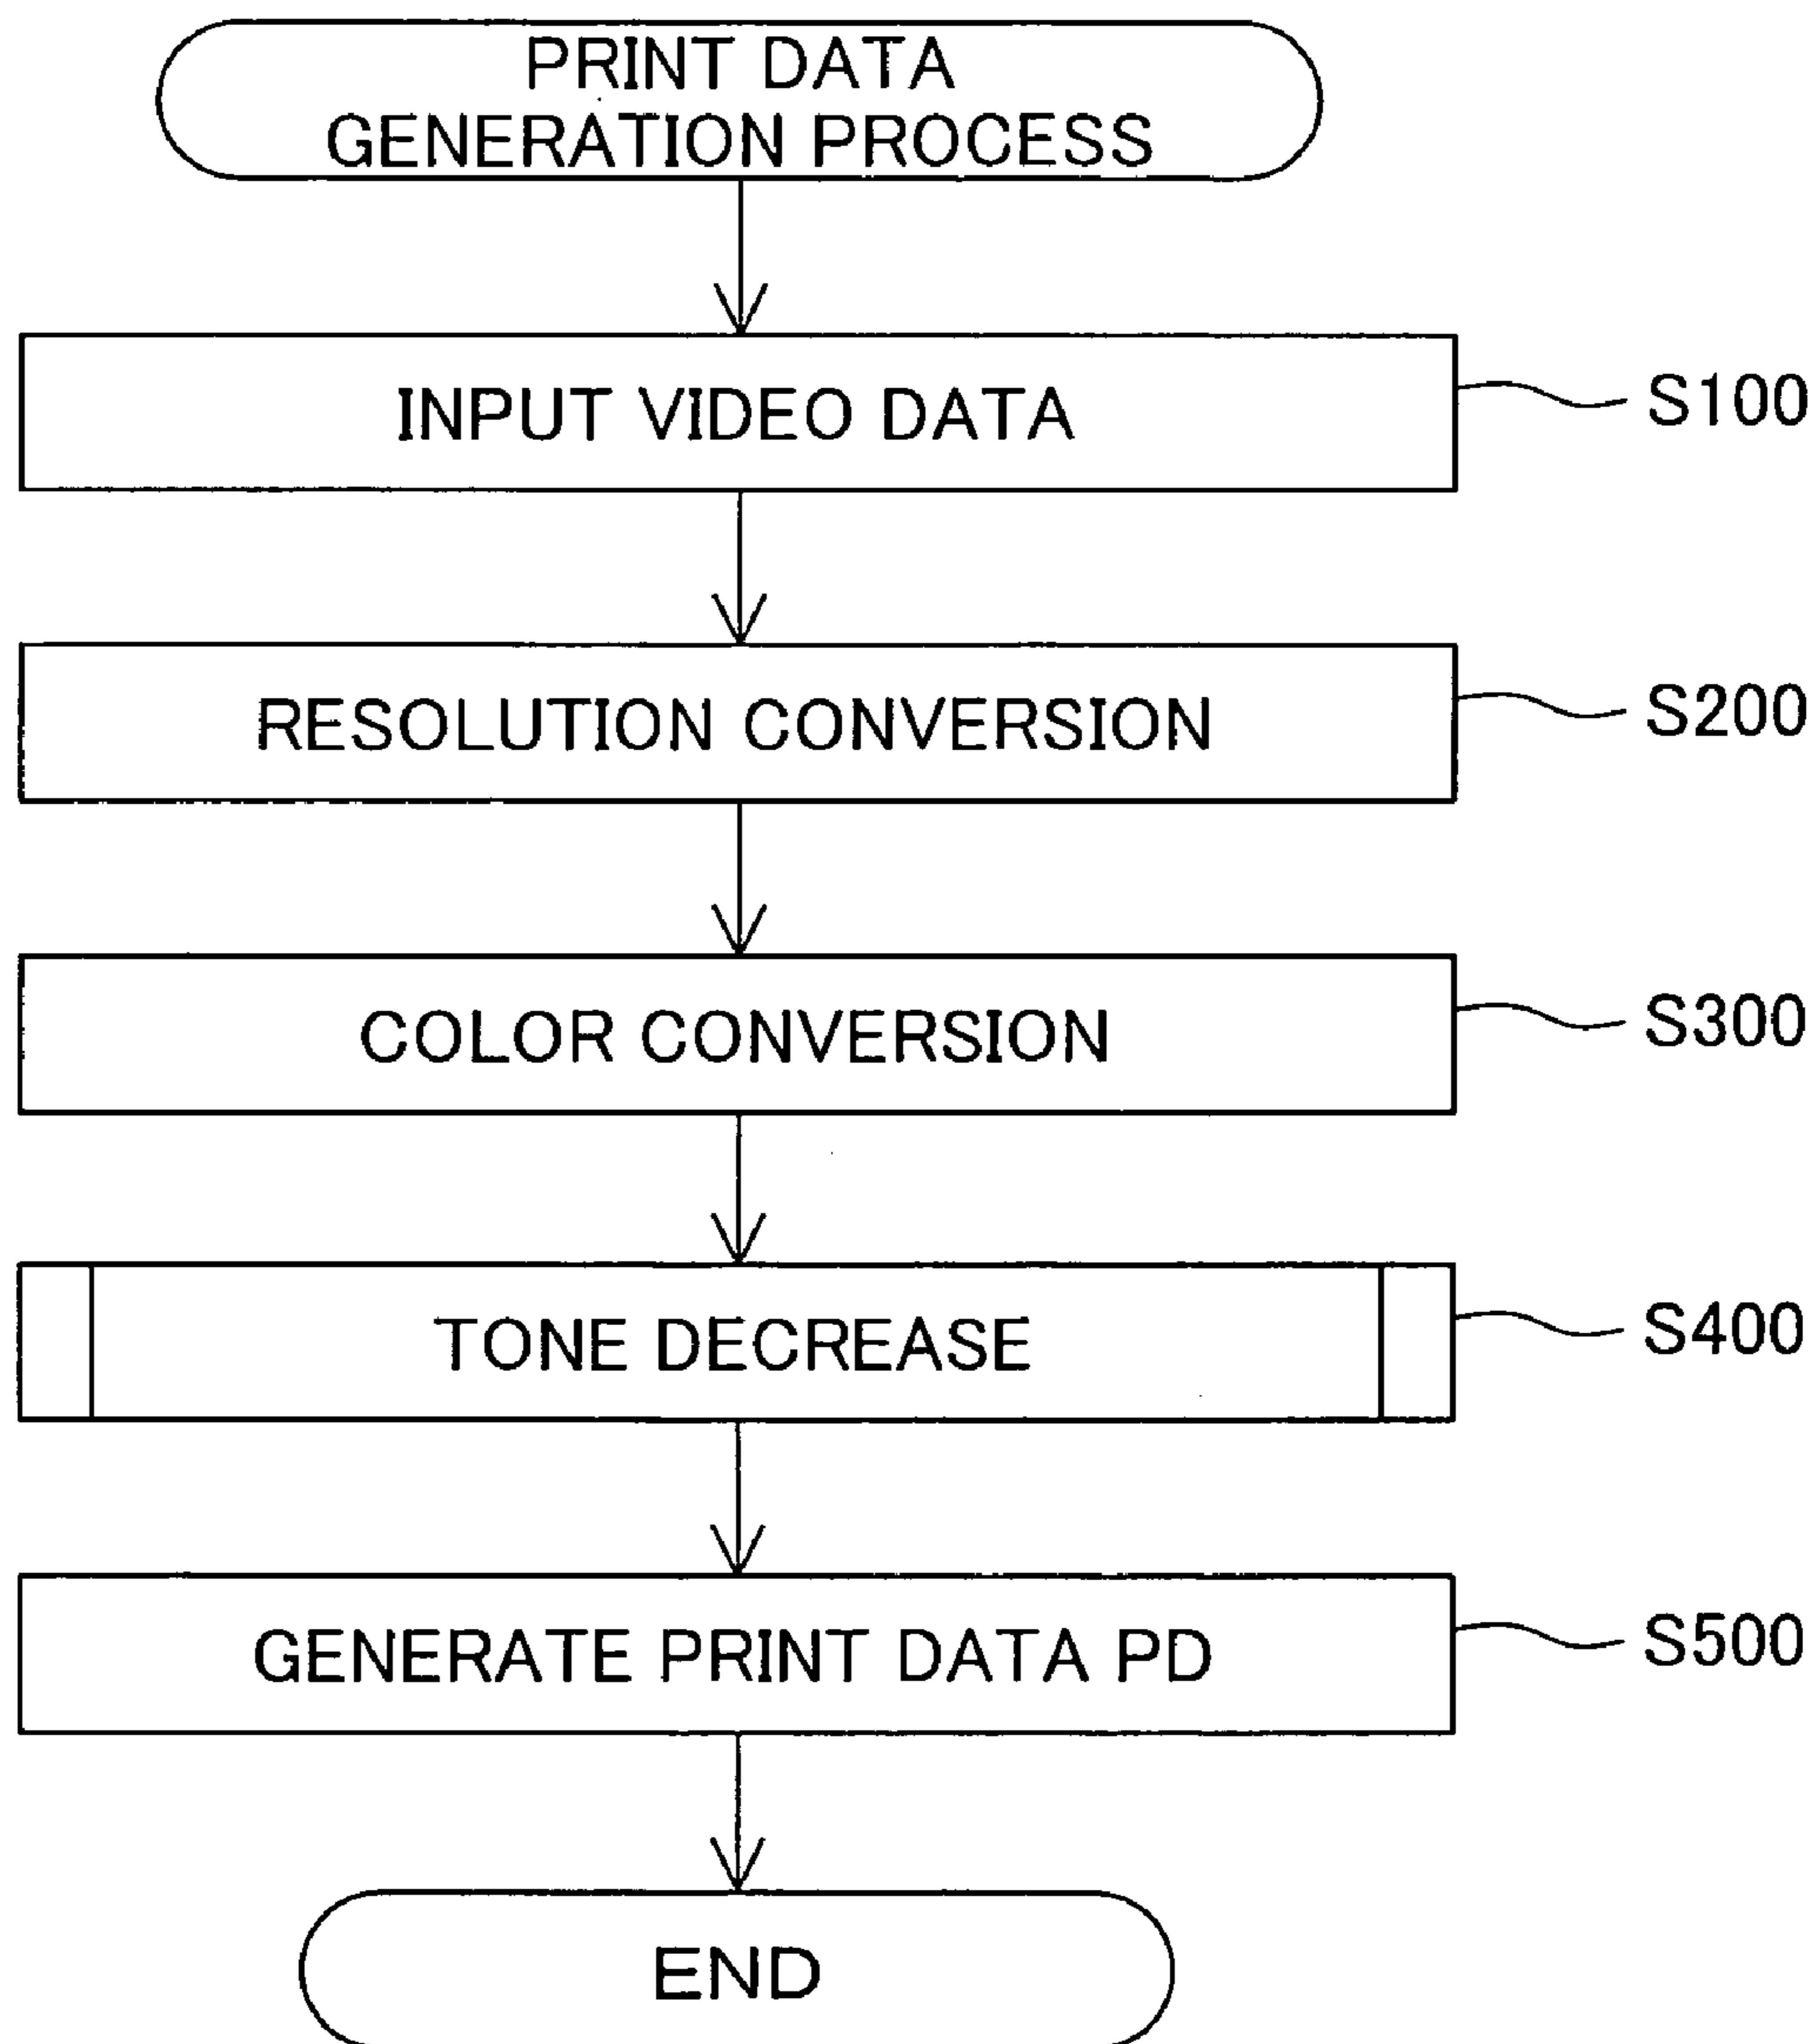 PRINT DATA
GENERATION PROCESS
INPUT VIDEO DATA
S100
RESOLUTION CONVERSION
S200
COLOR CONVERSION
S300
TONE DECREASE
S400
GENERATE PRINT DATA PD
S500
END